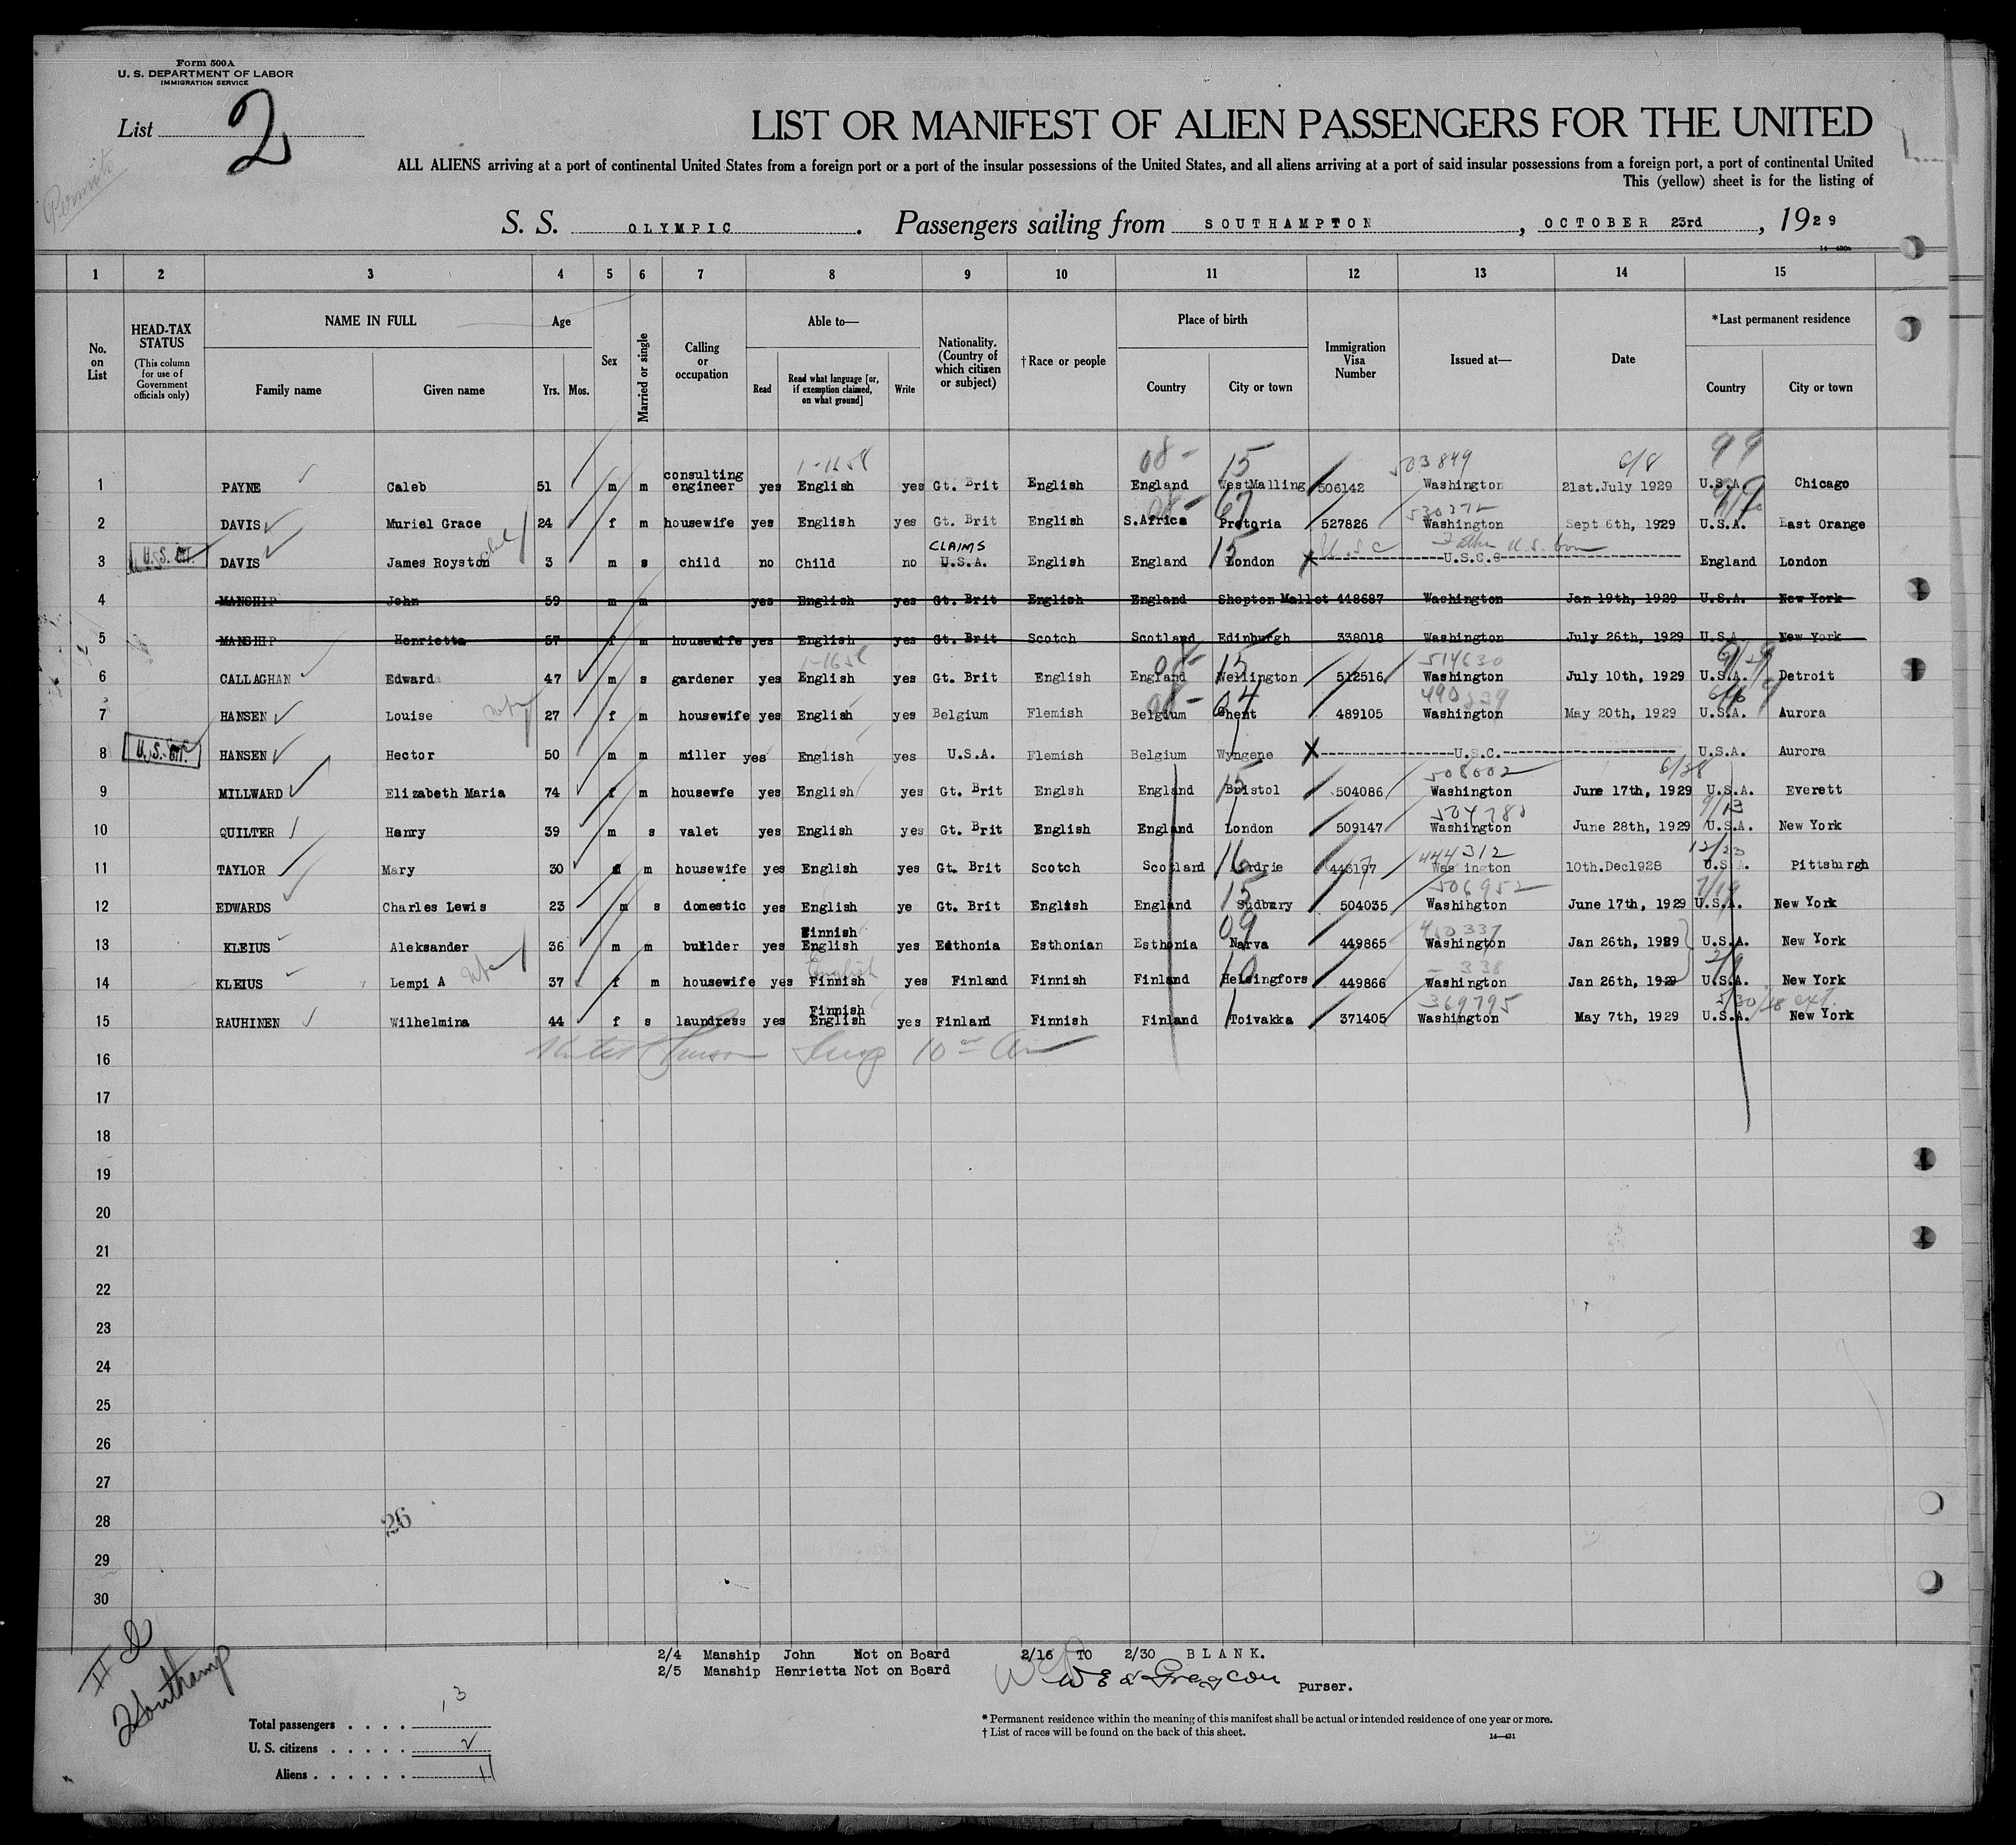 Form 500A
U. S. DEPARTMENT OF LABOR
IMMIGRATION SERVICE
List 2
Permits
LIST OR MANIFEST OF ALIEN PASSENGERS FOR THE UNITED
ALL ALIENS arriving at a port of continental United States from a foreign port or a port of the insular possessions of the United States, and all aliens arriving at a port of said insular possessions from a foreign port, a port of continental United
This (yellow) sheet is for the listing of
S. S. OLYMPIC. Passengers sailing from SOUTHAMPTON, OCTOBER 23rd, 1929
1 2 3 4 5 6 7 8 9 10 11 12 13 14 15
No. on List
HEAD-TAX STATUS (This column for use of Government officials only)
NAME IN FULL
Family name Given name
Age
Yrs. Mos.
Sex
Married or single
Calling or occupation
Able to—
Read Read what language [or, if exemption claimed, on what ground] Write
Nationality. (Country of which citizen or subject)
†Race or people
Place of birth
Country City or town
Immigration Visa Number
Issued at—
Date
*Last permanent residence
Country City or town
08- 15 503849 6/8 99
1 PAYNE Caleb 51 m m consulting engineer yes English yes Gt. Brit English England WestMalling 506142 Washington 21st.July 1929 U.S.A. Chicago
2 DAVIS Muriel Grace 24 f m housewife yes English yes Gt. Brit English S.Africa Pretoria 527826 Washington Sept 6th, 1929 U.S.A. East Orange
3 DAVIS James Royston 3 m s child no Child no CLAIMS U.S.A. English England London U.S.C. England London
4 MANSHIP John 59 m m yes English yes Gt. Brit English England Shepton Mallet 448687 Washington Jan 19th, 1929 U.S.A. New York
5 MANSHIP Henrietta 57 f m housewife yes English yes Gt. Brit Scotch Scotland Edinburgh 338018 Washington July 26th, 1929 U.S.A. New York
514630
6 CALLAGHAN Edward 47 m s gardener yes English yes Gt. Brit English England Wellington 512516 Washington July 10th, 1929 U.S.A. Detroit
7 HANSEN Louise 27 f m housewife yes English yes Belgium Flemish Belgium Ghent 489105 Washington May 20th, 1929 U.S.A. Aurora
8 HANSEN Hector 50 m m miller yes English yes U.S.A. Flemish Belgium Wyngene U.S.C. U.S.A. Aurora
508002 6/28
9 MILLWARD Elizabeth Maria 74 f m housewfe yes English yes Gt. Brit Englsh England Bristol 504086 Washington June 17th, 1929 U.S.A. Everett
10 QUILTER Henry 39 m s valet yes English yes Gt. Brit English England London 509147 Washington June 28th, 1929 U.S.A. New York
444312 12/23
11 TAYLOR Mary 30 f m housewife yes English yes Gt. Brit Scotch Scotland Airdrie Washington 10th.Dec1928 U.S.A. Pittsburgh
506952 7/19
12 EDWARDS Charles Lewis 23 m s domestic yes English ye Gt. Brit English England Sudbury 504035 Washihgton June 17th, 1929 U.S.A. New York
13 KLEIUS Aleksander 36 m m builder yes Finnish English yes Esthonia Esthonian Esthonia Narva 449865 Washington Jan 26th, 1929 U.S.A. New York
14 KLEIUS Lempi A 37 f m housewife yes English Finnish yes Finland Finnish Finland Helsingfors 449866 Washington Jan 26th, 1929 U.S.A. New York
369795
15 RAUHINEN Wilhelmina 44 f s laundress yes Finnish English yes Finland Finnish Finland Toivakka 371405 Washington May 7th, 1929 U.S.A. New York
16
17
18
19
20
21
22
23
24
25
26
27
28 26
29
30
2/4 Manship John Not on Board 2/16 TO 2/30 BLANK.
2/5 Manship Henrietta Not on Board
Purser.
Southamp
Total passengers . . . . 13
U. S. citizens . . . . . 2
Aliens . . . . . . 11
* Permanent residence within the meaning of this manifest shall be actual or intended residence of one year or more.
† List of races will be found on the back of this sheet.
14—431